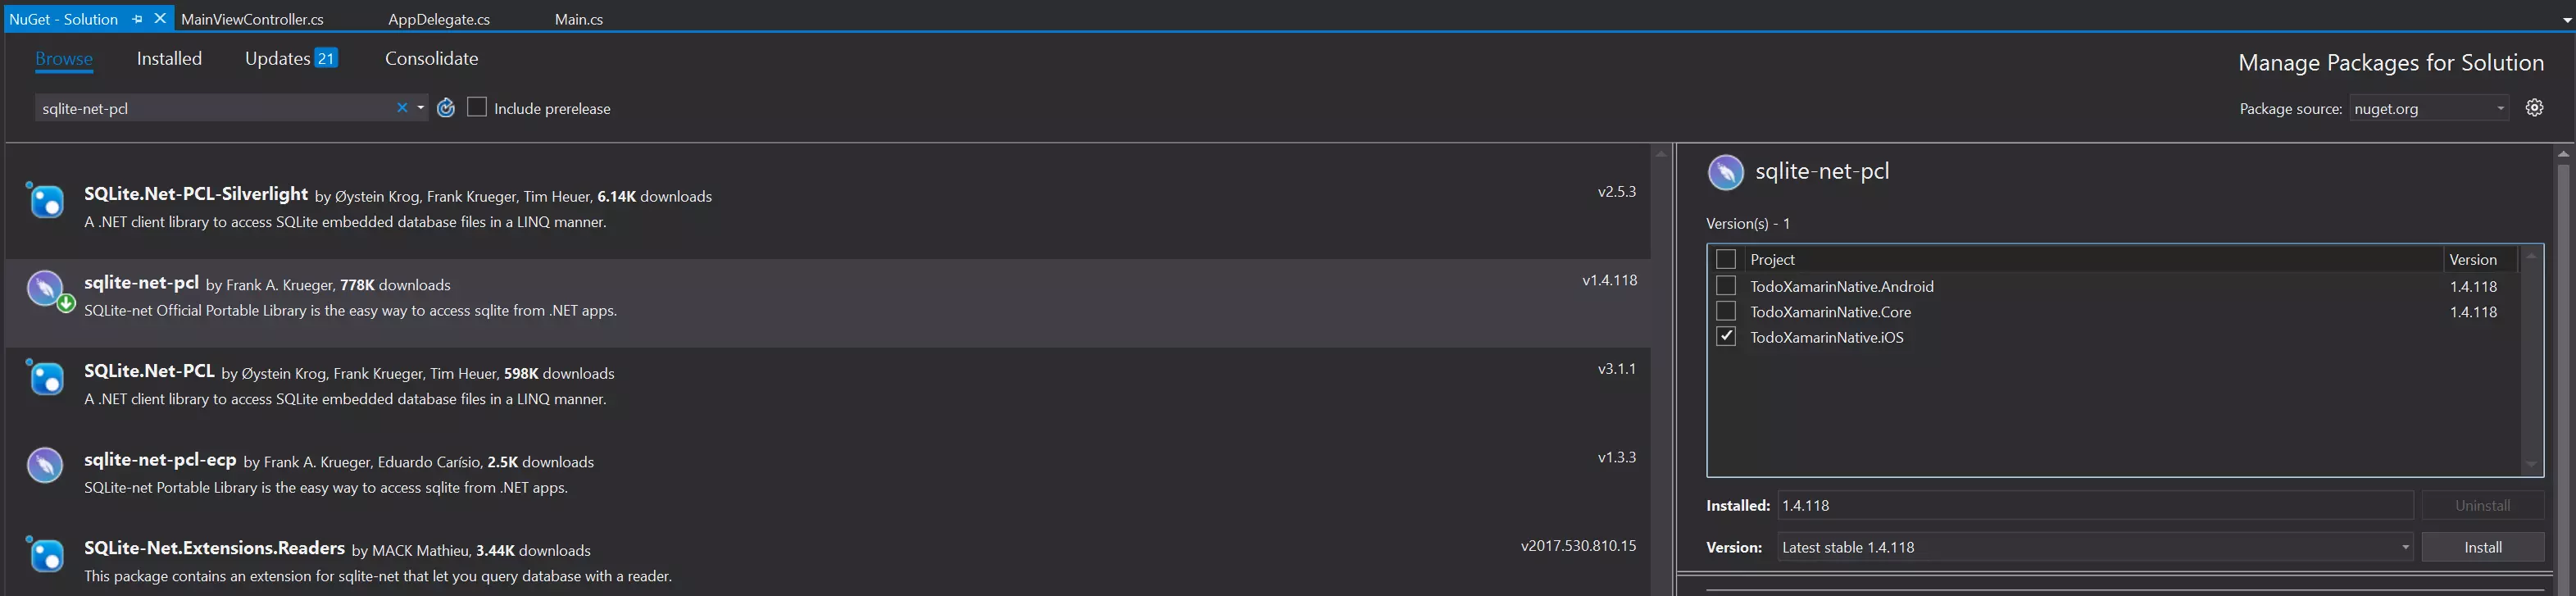 NuGet - Solution MainViewController.cs AppDelegate.cs Main.cs
Browse Installed Updates 21 Consolidate
Manage Packages for Solution
sqlite-net-pcl Include prerelease
Package source: nuget.org
SQLite.Net-PCL-Silverlight by Øystein Krog, Frank Krueger, Tim Heuer, 6.14K downloads v2.5.3
A .NET client library to access SQLite embedded database files in a LINQ manner.
sqlite-net-pcl by Frank A. Krueger, 778K downloads v1.4.118
SQLite-net Official Portable Library is the easy way to access sqlite from .NET apps.
SQLite.Net-PCL by Øystein Krog, Frank Krueger, Tim Heuer, 598K downloads v3.1.1
A .NET client library to access SQLite embedded database files in a LINQ manner.
sqlite-net-pcl-ecp by Frank A. Krueger, Eduardo Carísio, 2.5K downloads v1.3.3
SQLite-net Portable Library is the easy way to access sqlite from .NET apps.
SQLite-Net.Extensions.Readers by MACK Mathieu, 3.44K downloads v2017.530.810.15
This package contains an extension for sqlite-net that let you query database with a reader.
sqlite-net-pcl
Version(s) - 1
Project Version
TodoXamarinNative.Android 1.4.118
TodoXamarinNative.Core 1.4.118
TodoXamarinNative.iOS
Installed: 1.4.118 Uninstall
Version: Latest stable 1.4.118 Install